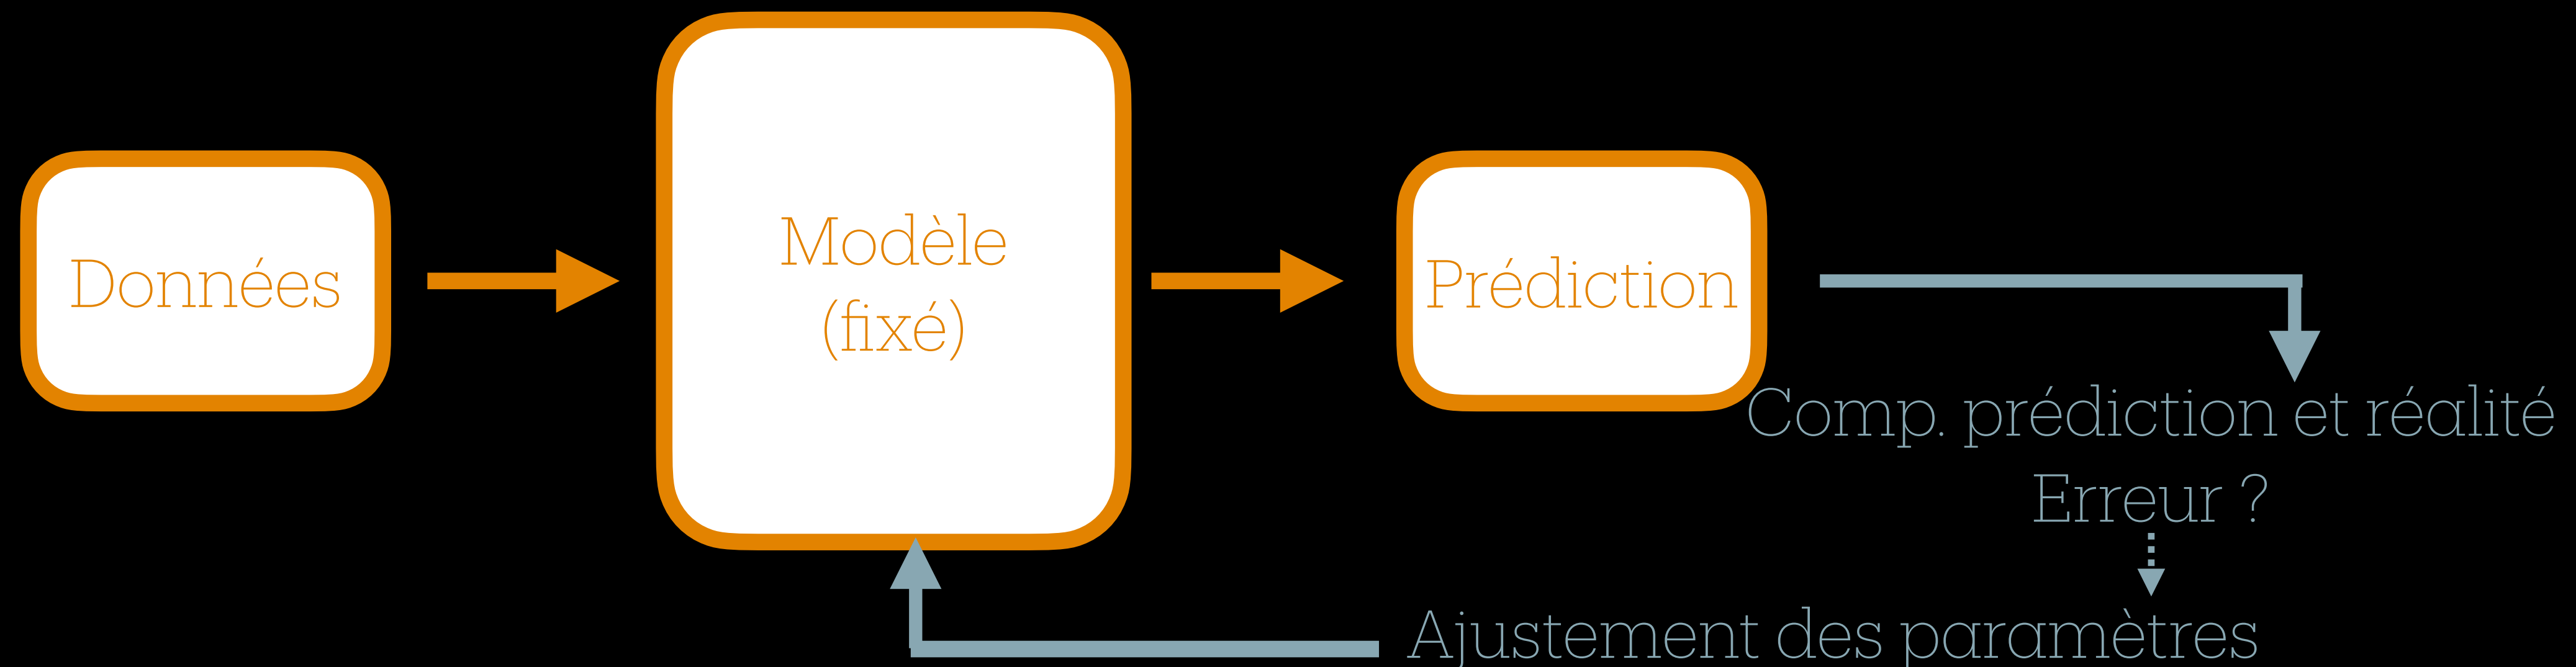 Données
Modèle
(fixé)
Prédiction
Comp. prédiction et réalité
Erreur ?
Ajustement des paramètres